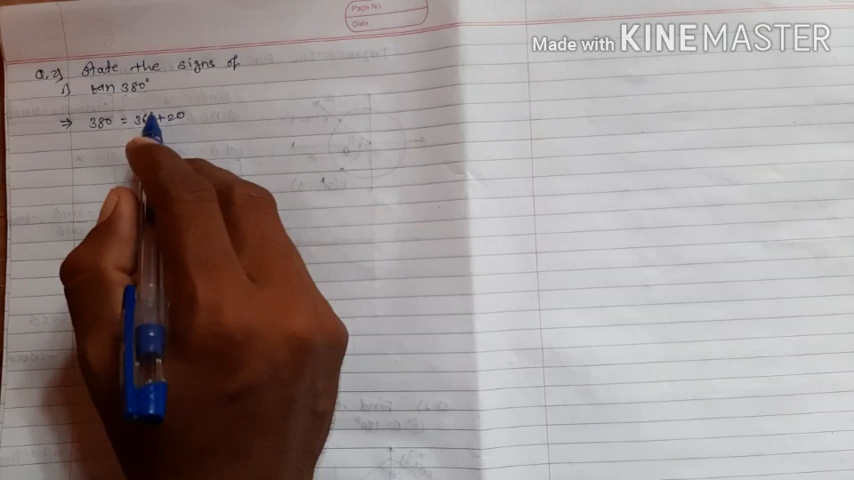 Page No.
Date
Made with KINEMASTER
Q.2) State the signs of
i) tan 380°
⇒ 380 = 360+20